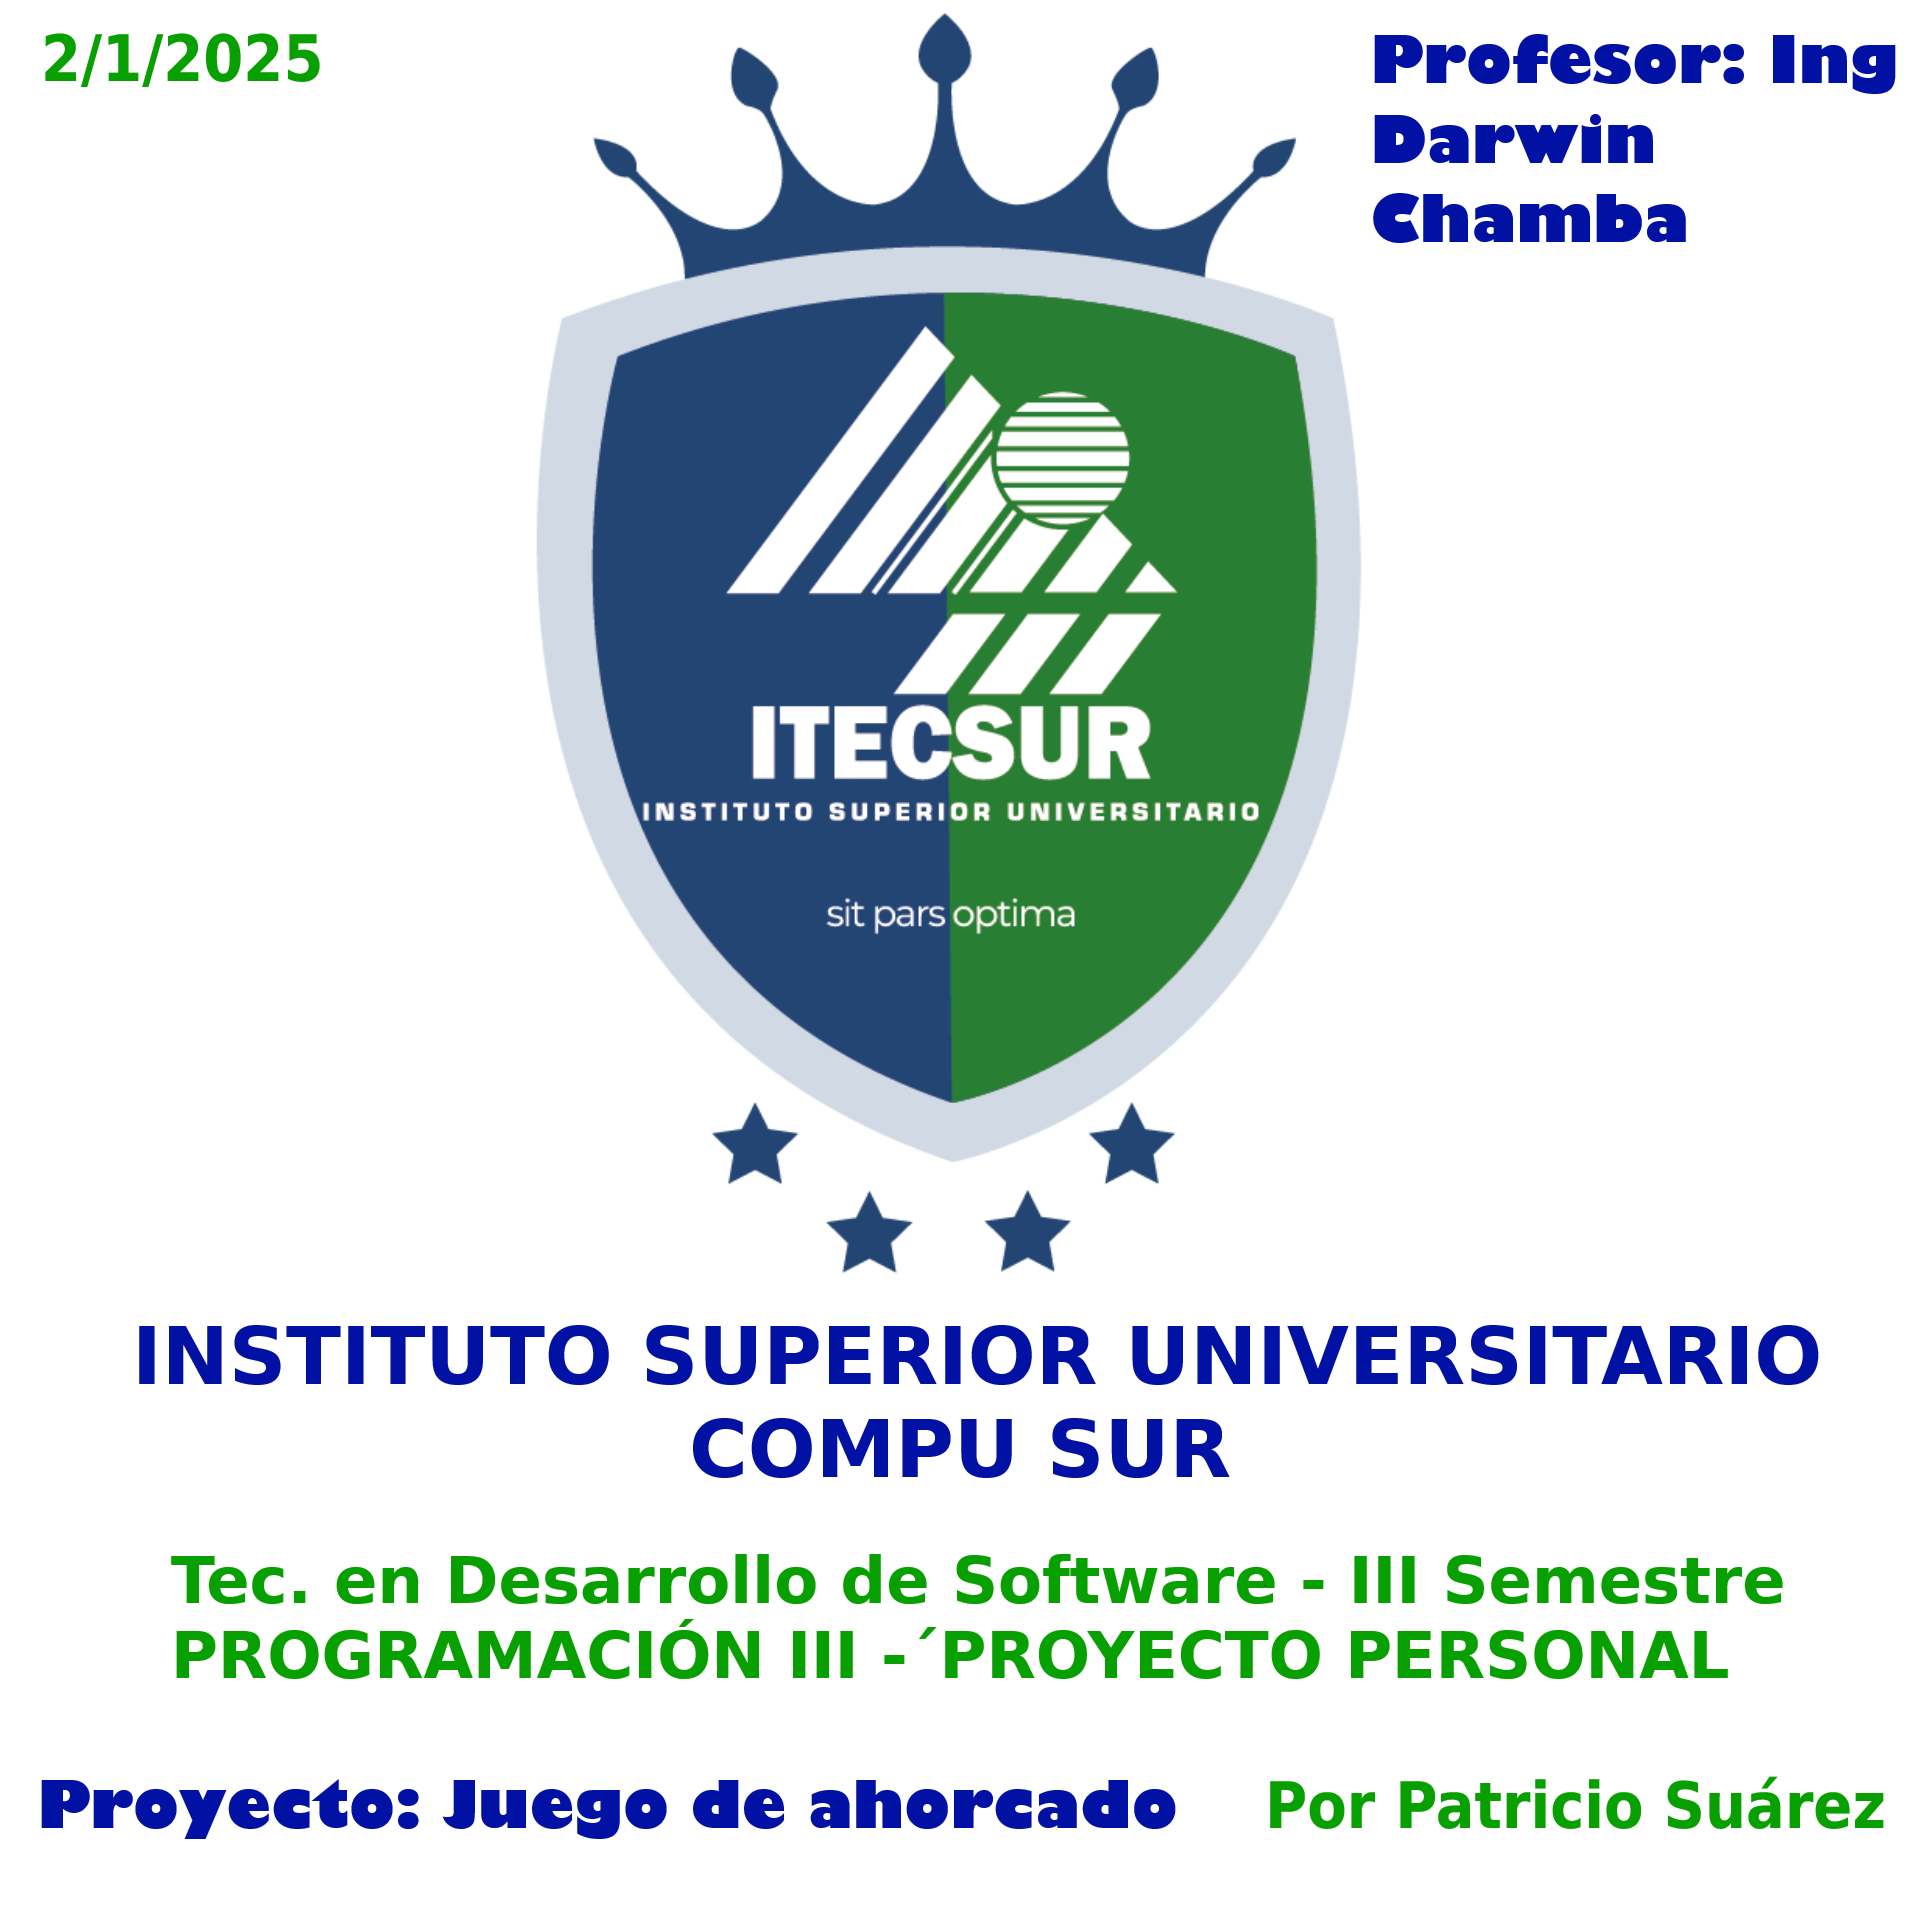 2/1/2025
Profesor: Ing
Darwin
Chamba
ITECSUR
INSTITUTO SUPERIOR UNIVERSITARIO
sit pars optima
INSTITUTO SUPERIOR UNIVERSITARIO
COMPU SUR
Tec. en Desarrollo de Software - III Semestre
PROGRAMACIÓN III - ´PROYECTO PERSONAL
Proyecto: Juego de ahorcado
Por Patricio Suárez